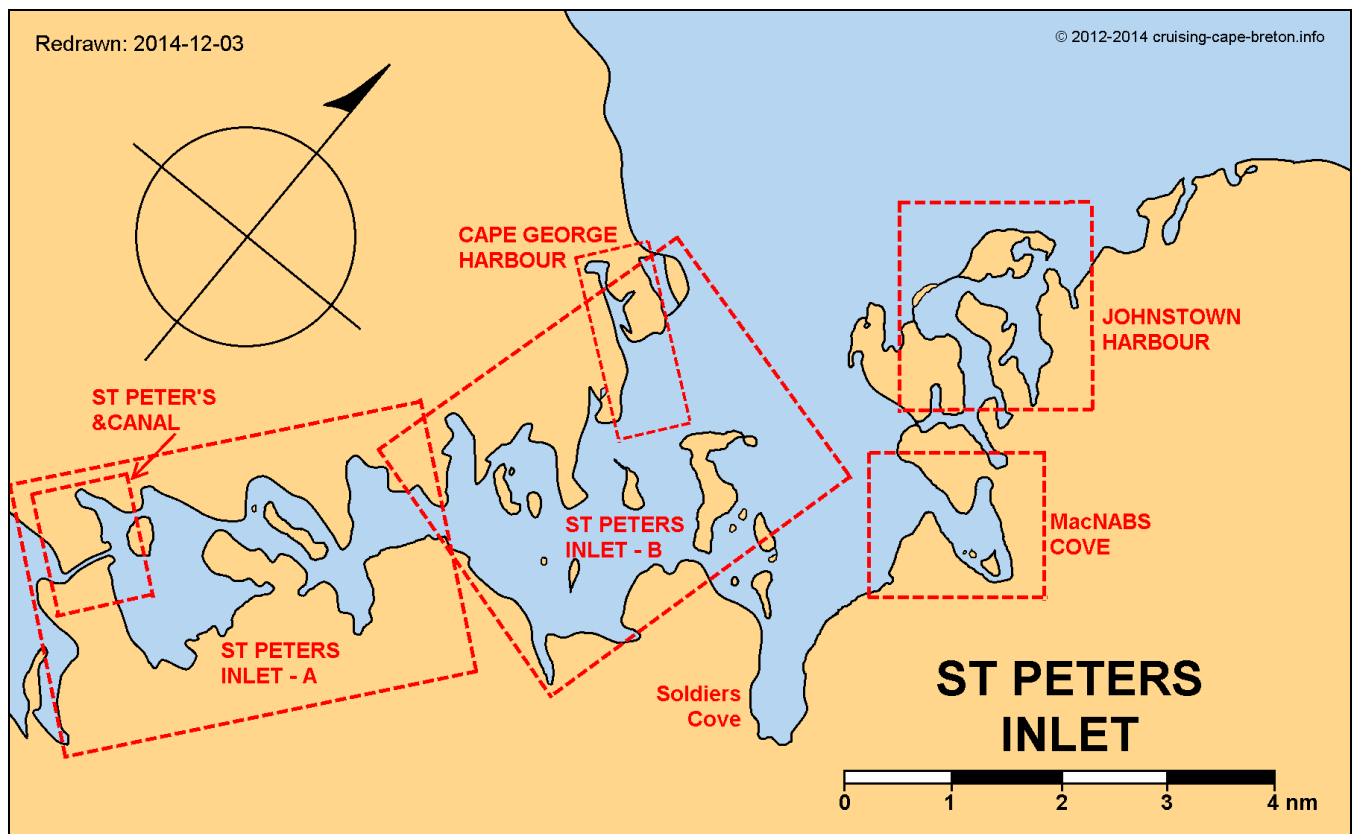 Redrawn: 2014-12-03
© 2012-2014 cruising-cape-breton.info
CAPE GEORGE
HARBOUR
JOHNSTOWN
HARBOUR
ST PETER'S
&CANAL
ST PETERS
INLET - B
MacNABS
COVE
ST PETERS
INLET - A
Soldiers
Cove
ST PETERS
INLET
0 1 2 3 4 nm